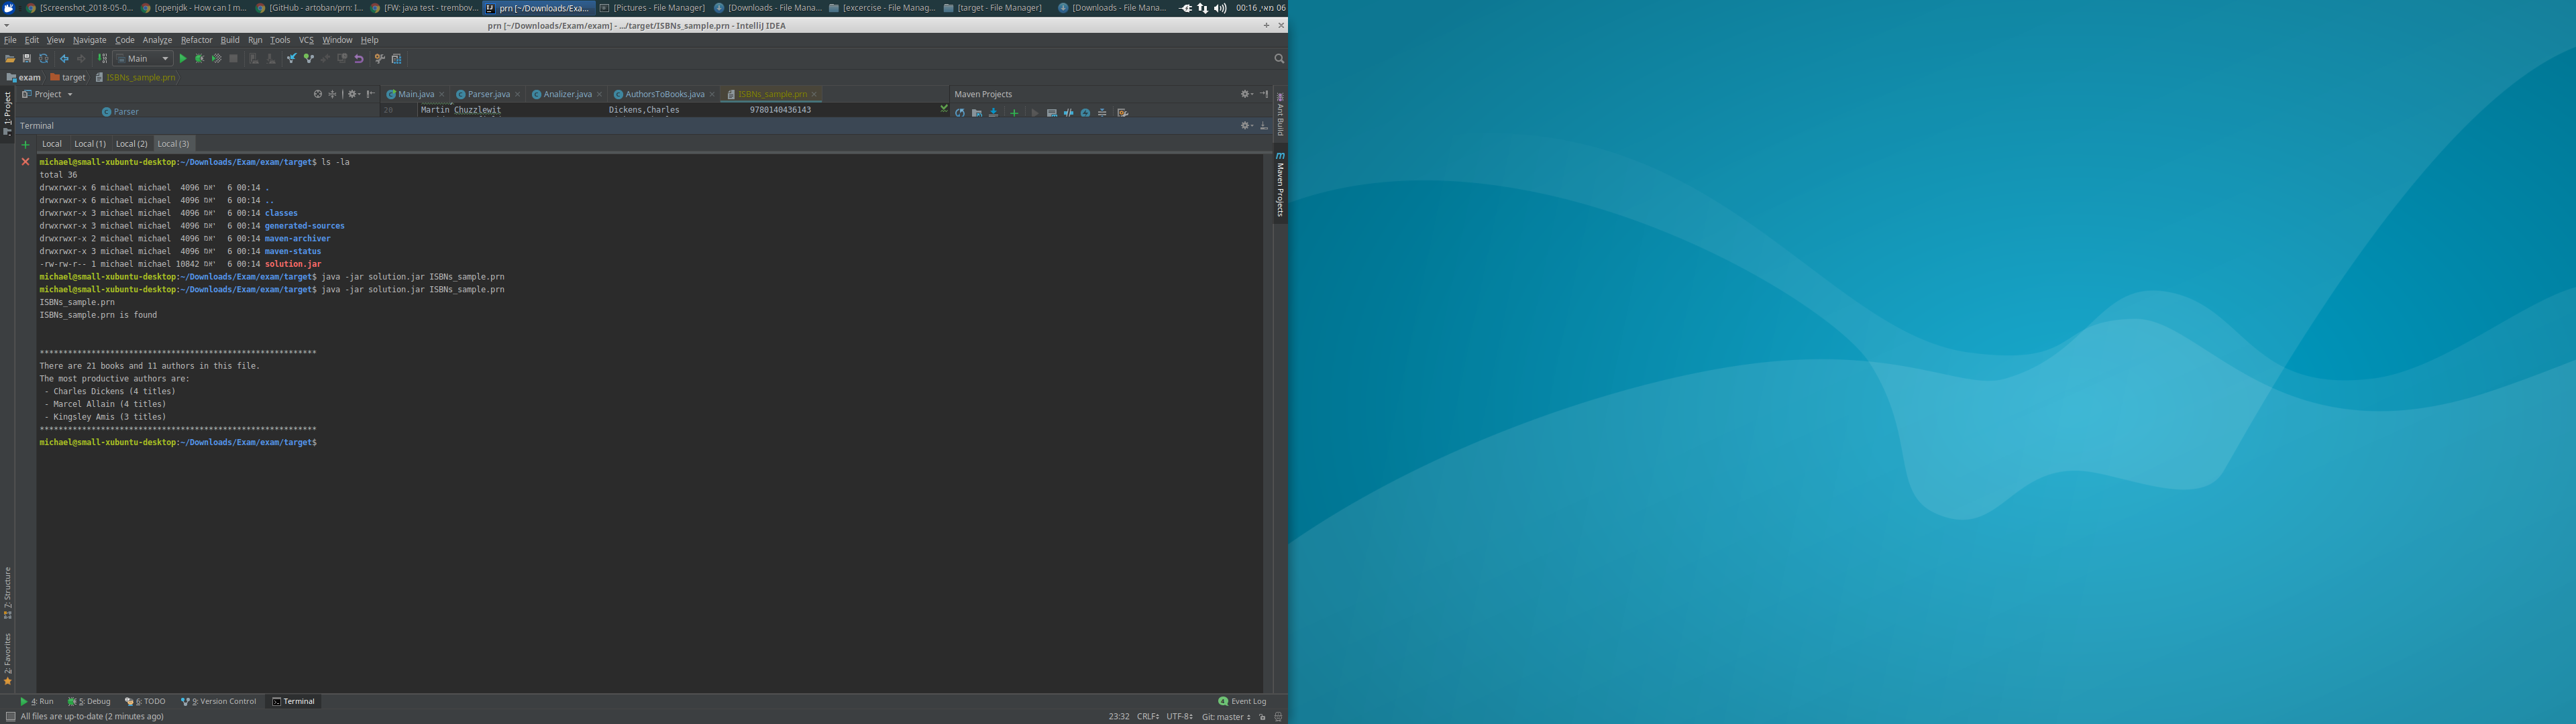 [Screenshot_2018-05-0... [openjdk - How can I m... [GitHub - artoban/prn: I... [FW: java test - trembov... prn [~/Downloads/Exa... [Pictures - File Manager] [Downloads - File Mana... [excercise - File Manag... [target - File Manager] [Downloads - File Mana... 00:16 ,מאי 06
prn [~/Downloads/Exam/exam] - .../target/ISBNs_sample.prn - IntelliJ IDEA
File Edit View Navigate Code Analyze Refactor Build Run Tools VCS Window Help
Main
exam target ISBNs_sample.prn
Project Main.java Parser.java Analizer.java AuthorsToBooks.java ISBNs_sample.prn Maven Projects
Parser 26 Martin Chuzzlewit Dickens,Charles 9780140436143
Terminal
Local Local (1) Local (2) Local (3)
michael@small-xubuntu-desktop:~/Downloads/Exam/exam/target$ ls -la
total 36
drwxrwxr-x 6 michael michael 4096 6 00:14 .
drwxrwxr-x 6 michael michael 4096 6 00:14 ..
drwxrwxr-x 3 michael michael 4096 6 00:14 classes
drwxrwxr-x 3 michael michael 4096 6 00:14 generated-sources
drwxrwxr-x 2 michael michael 4096 6 00:14 maven-archiver
drwxrwxr-x 3 michael michael 4096 6 00:14 maven-status
-rw-rw-r-- 1 michael michael 10842 6 00:14 solution.jar
michael@small-xubuntu-desktop:~/Downloads/Exam/exam/target$ java -jar solution.jar ISBNs_sample.prn
michael@small-xubuntu-desktop:~/Downloads/Exam/exam/target$ java -jar solution.jar ISBNs_sample.prn
ISBNs_sample.prn
ISBNs_sample.prn is found
***********************************************************
There are 21 books and 11 authors in this file.
The most productive authors are:
- Charles Dickens (4 titles)
- Marcel Allain (4 titles)
- Kingsley Amis (3 titles)
***********************************************************
michael@small-xubuntu-desktop:~/Downloads/Exam/exam/target$
1: Project
Z: Structure
2: Favorites
Ant Build
Maven Projects
4: Run 5: Debug 6: TODO 9: Version Control Terminal Event Log
All files are up-to-date (2 minutes ago) 23:32 CRLF UTF-8 Git: master